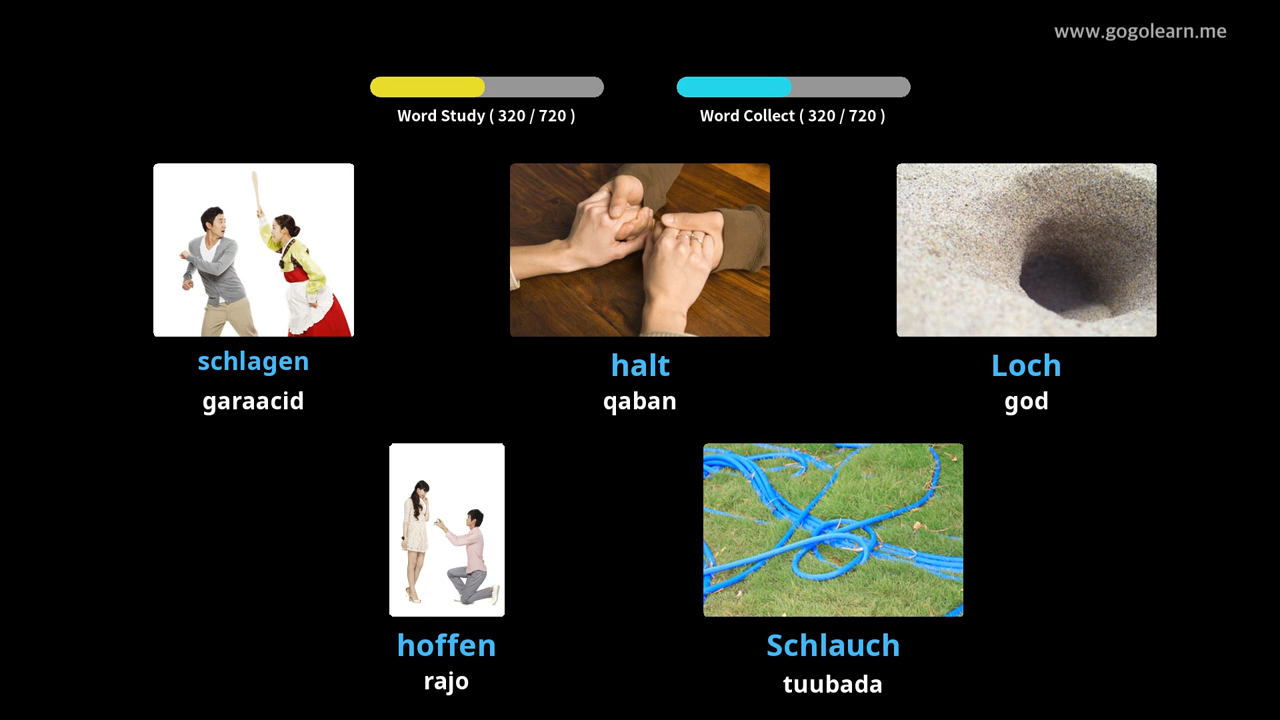 www.gogolearn.me
Word Study ( 320 / 720 )
Word Collect ( 320 / 720 )
schlagen
garaacid
halt
qaban
Loch
god
hoffen
rajo
Schlauch
tuubada